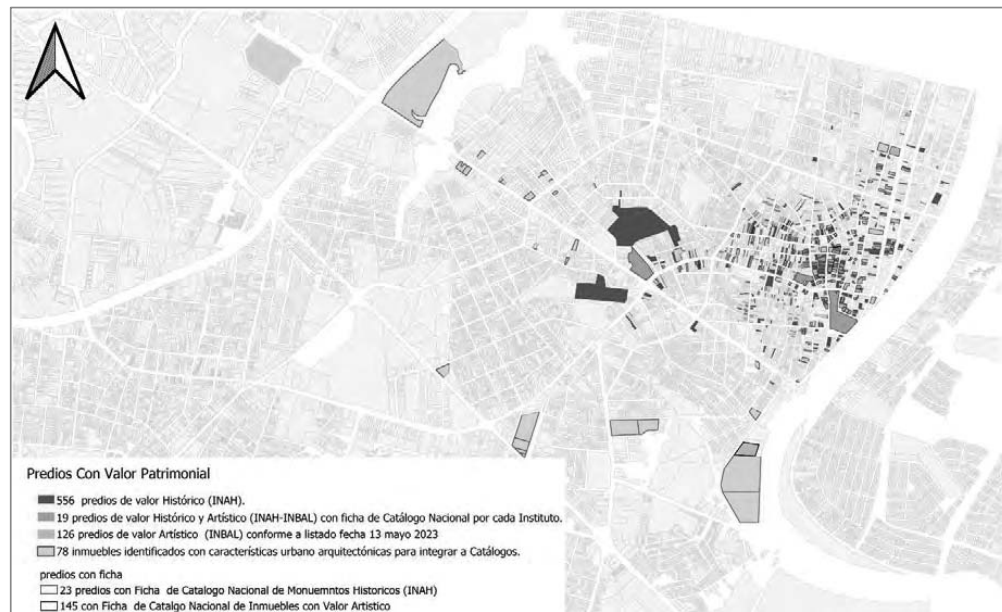 Predios Con Valor Patrimonial
556 predios de valor Histórico (INAH).
19 predios de valor Histórico y Artístico (INAH-INBAL) con ficha de Catálogo Nacional por cada Instituto.
126 predios de valor Artístico (INBAL) conforme a listado fecha 13 mayo 2023
78 inmuebles identificados con características urbano arquitectónicas para integrar a Catálogos.
predios con ficha
23 predios con Ficha de Catalogo Nacional de Monuemntos Historicos (INAH)
145 con Ficha de Catalgo Nacional de Inmuebles con Valor Artistico